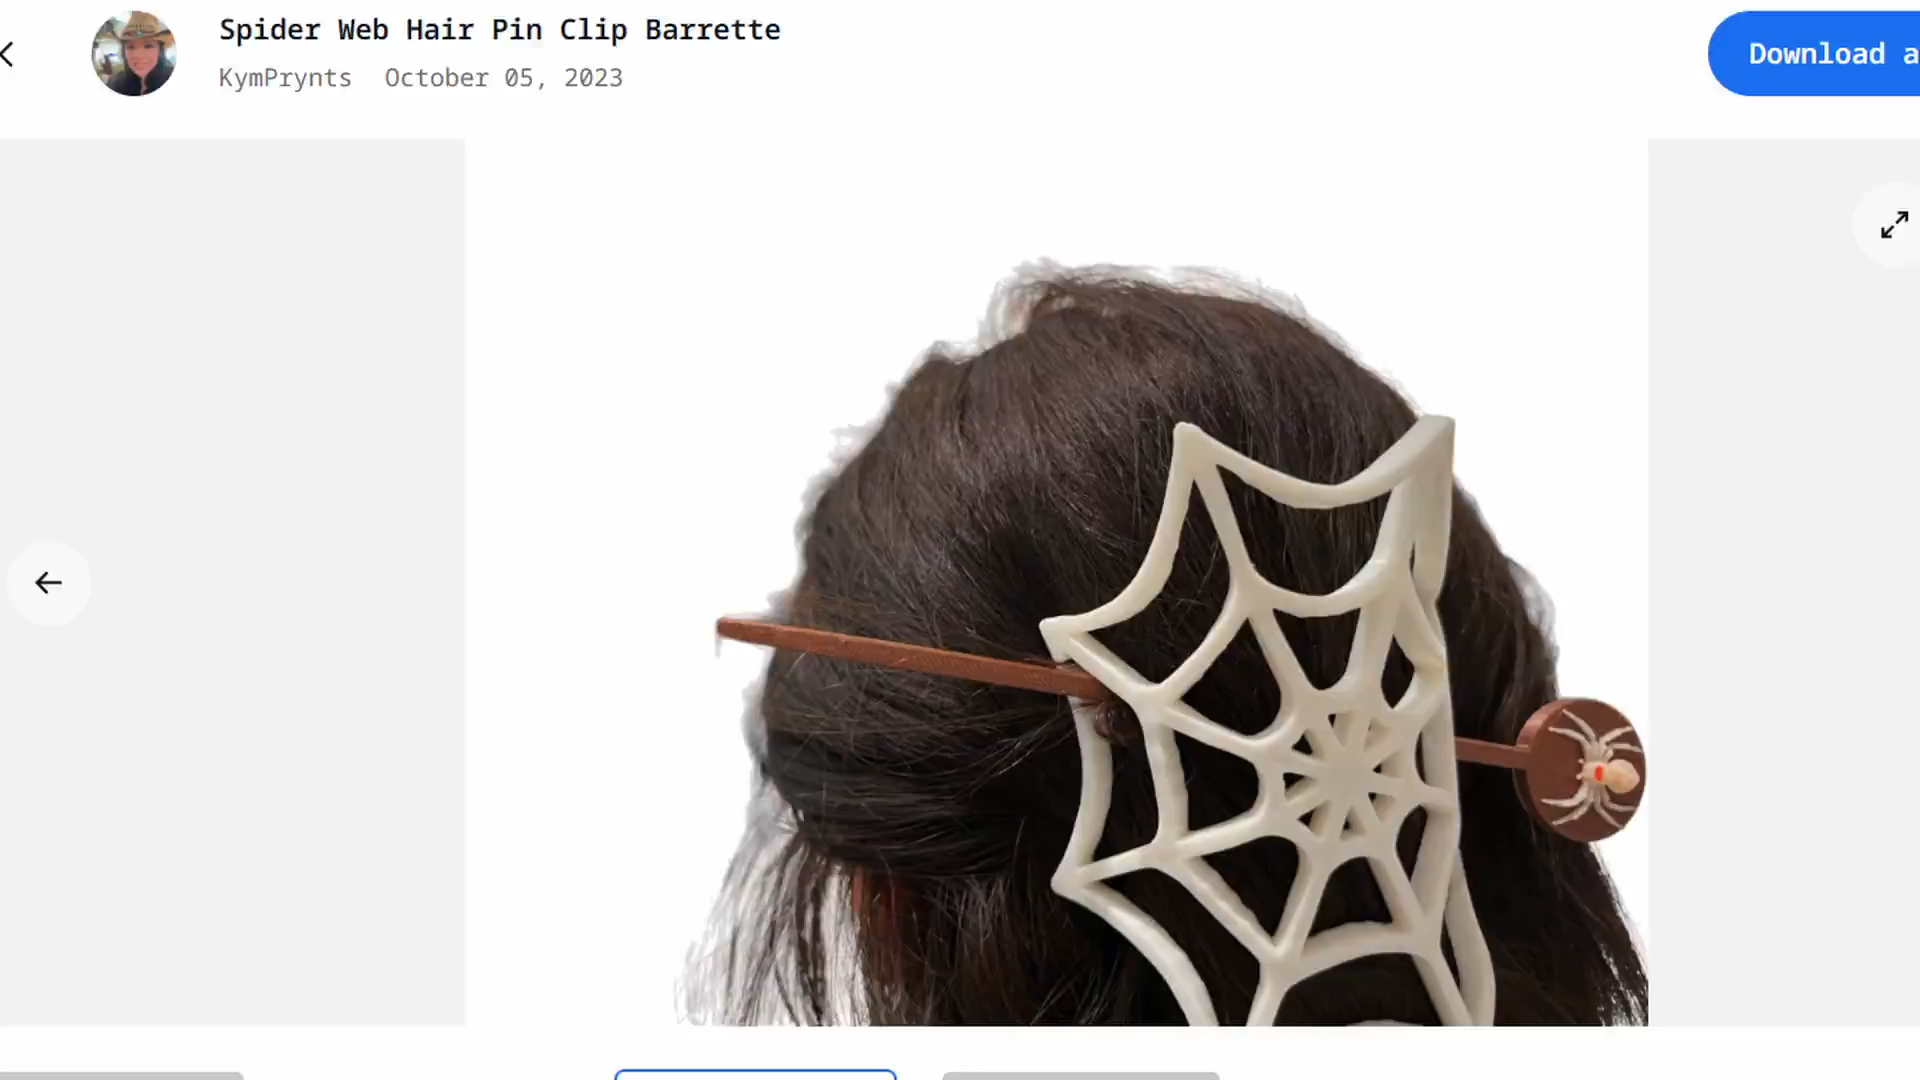 Spider Web Hair Pin Clip Barrette
KymPrynts October 05, 2023
Download a